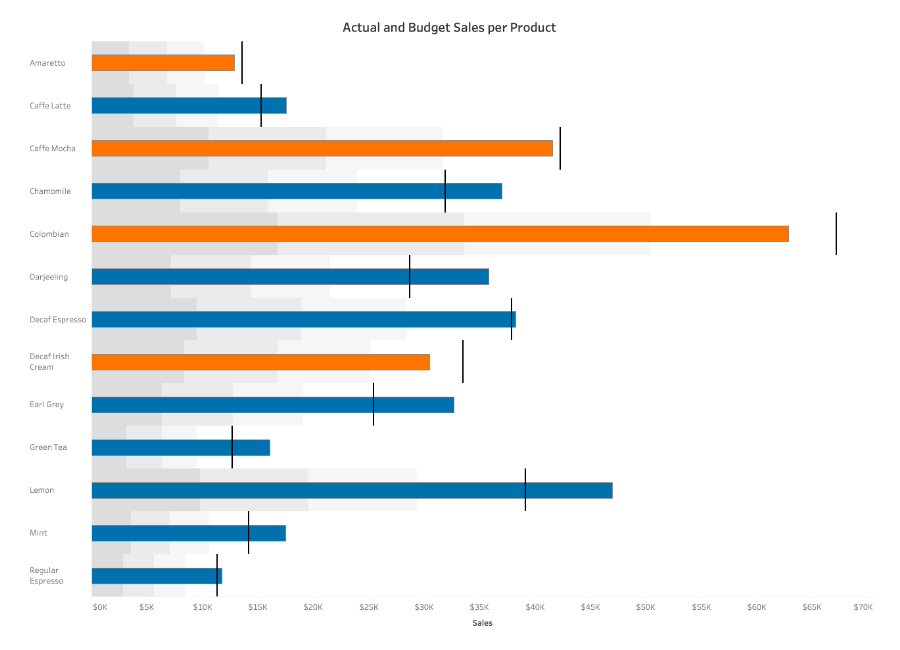 Actual and Budget Sales per Product
Amaretto
Caffe Latte
Caffe Mocha
Chamomile
Colombian
Darjeeling
Decaf Espresso
Decaf Irish
Cream
Earl Grey
Green Tea
Lemon
Mint
Regular
Espresso
$0K $5K $10K $15K $20K $25K $30K $35K $40K $45K $50K $55K $60K $65K $70K
Sales